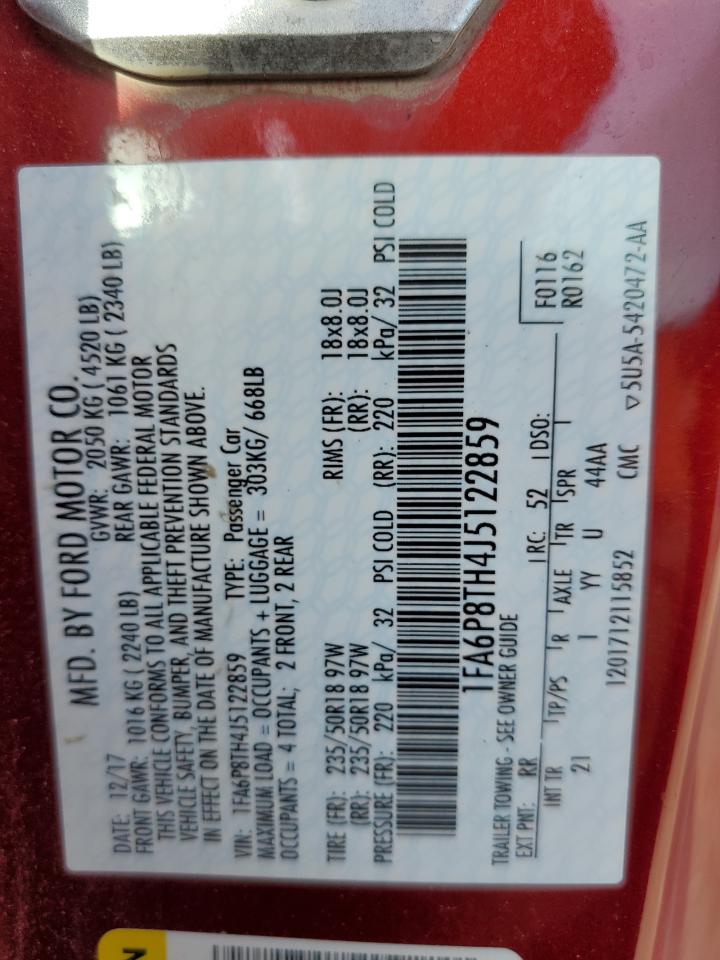 MFD. BY FORD MOTOR CO.
DATE: 12/17 GVWR: 2050 KG ( 4520 LB)
FRONT GAWR: 1016 KG ( 2240 LB) REAR GAWR: 1061 KG ( 2340 LB)
THIS VEHICLE CONFORMS TO ALL APPLICABLE FEDERAL MOTOR
VEHICLE SAFETY, BUMPER, AND THEFT PREVENTION STANDARDS
IN EFFECT ON THE DATE OF MANUFACTURE SHOWN ABOVE.
VIN: 1FA6P8TH4J5122859 TYPE: Passenger Car
MAXIMUM LOAD = OCCUPANTS + LUGGAGE = 303KG/ 668LB
OCCUPANTS = 4 TOTAL; 2 FRONT, 2 REAR
TIRE (FR): 235/50R18 97W RIMS (FR): 18x8.0J
(RR): 235/50R18 97W (RR): 18x8.0J
PRESSURE (FR): 220 kPa/ 32 PSI COLD (RR): 220 kPa/ 32 PSI COLD
1FA6P8TH4J5122859
TRAILER TOWING - SEE OWNER GUIDE
F0116
R0162
EXT PNT: RR RC: 52 DSO:
INT TR TP/PS R AXLE TR SPR
21 I YY U 44AA
12017121 15852 CMC ▽5U5A-5420472-AA
N